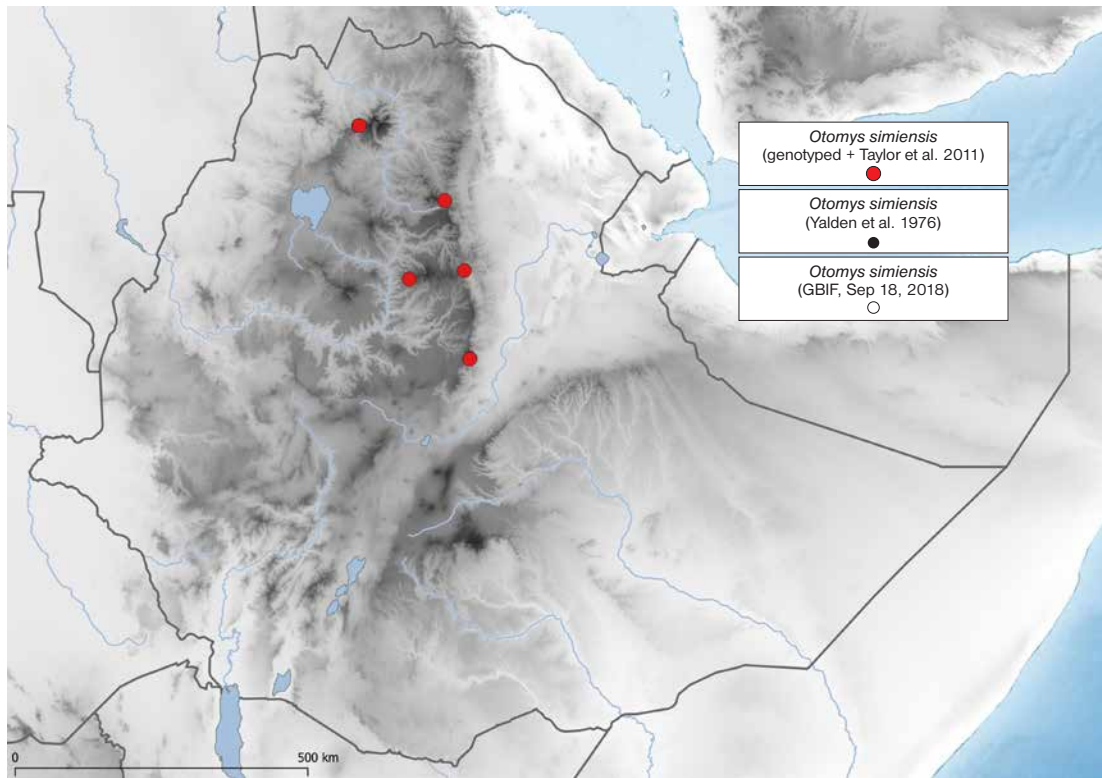 Otomys simiensis
(genotyped + Taylor et al. 2011)
Otomys simiensis
(Yalden et al. 1976)
Otomys simiensis
(GBIF, Sep 18, 2018)
0 500 km